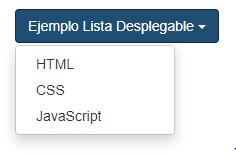 Ejemplo Lista Desplegable
HTML
CSS
JavaScript